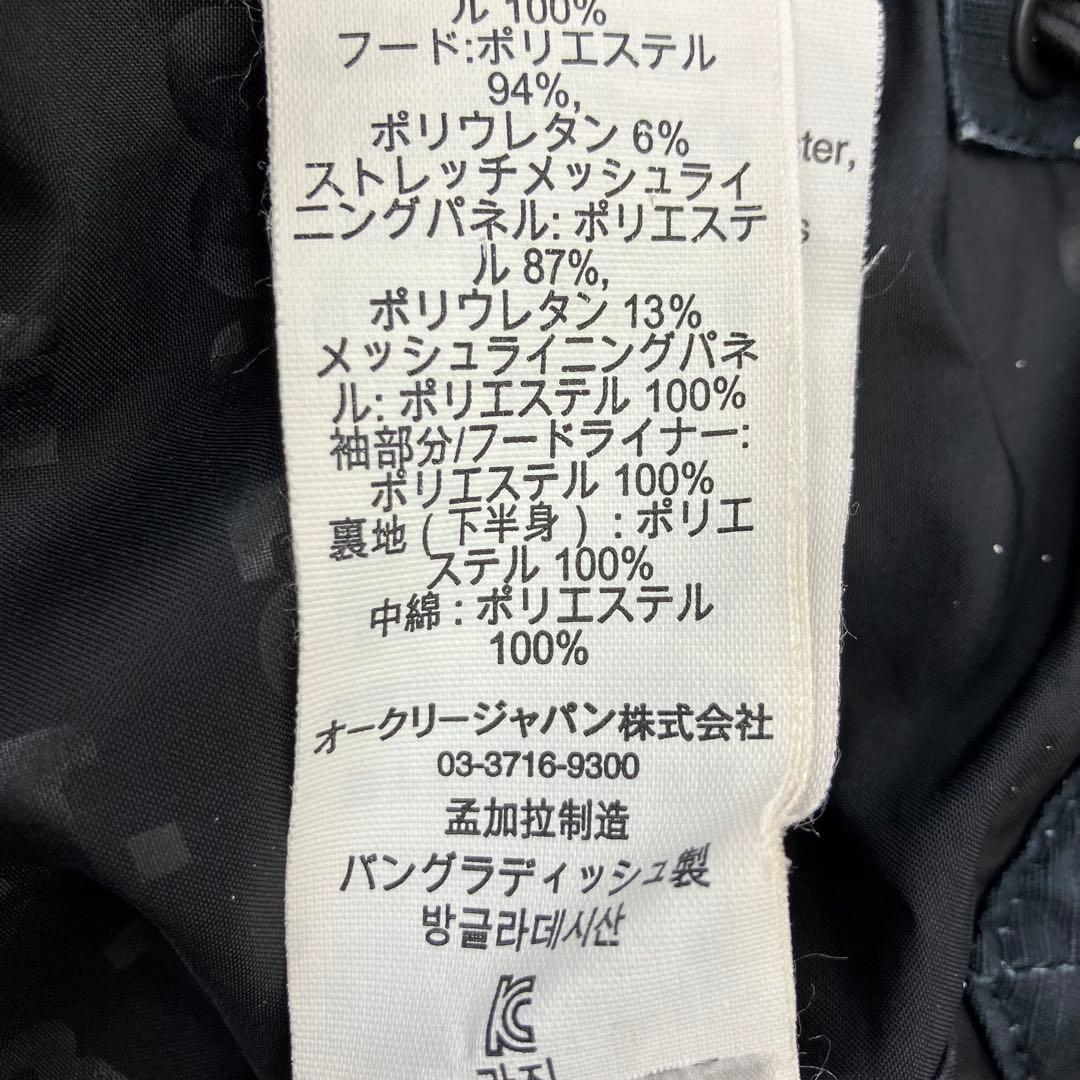 ル 100%
フード:ポリエステル
94%,
ポリウレタン 6%
ストレッチメッシュライ
ニングパネル: ポリエステ
ル 87%,
ポリウレタン 13%
メッシュライニングパネ
ル: ポリエステル 100%
袖部分/フードライナー:
ポリエステル 100%
裏地 ( 下半身 ) : ポリエ
ステル 100%
中綿 : ポリエステル
100%
オークリージャパン株式会社
03-3716-9300
孟加拉制造
バングラディッシュ製
방글라데시산
KC
ter,
s